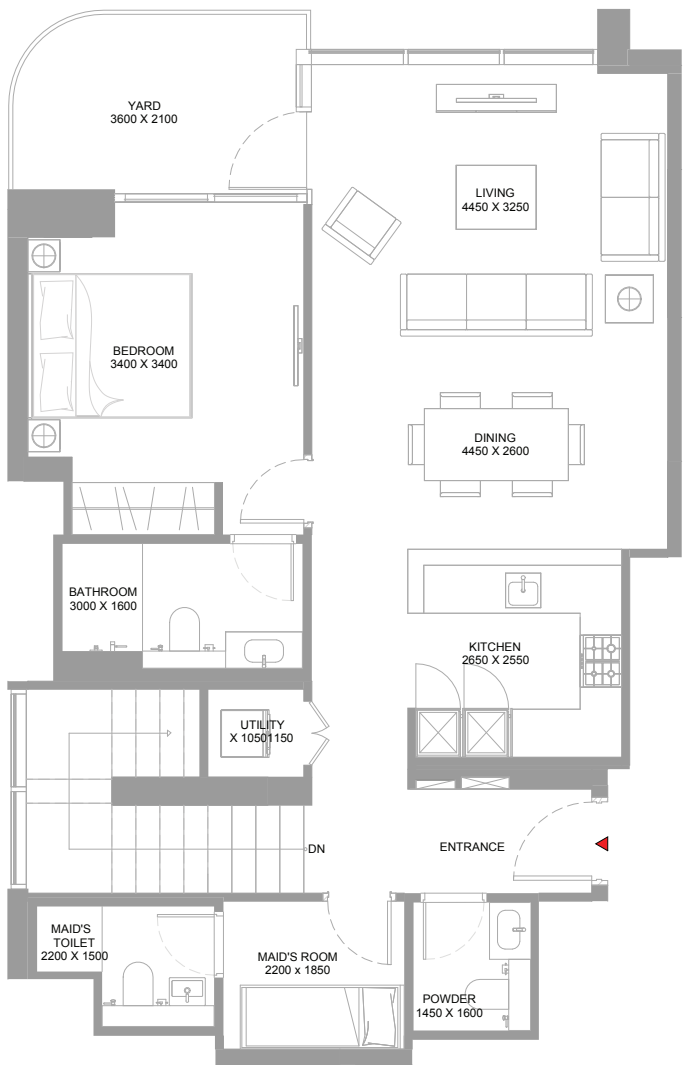 YARD
3600 X 2100
LIVING
4450 X 3250
BEDROOM
3400 X 3400
DINING
4450 X 2600
BATHROOM
3000 X 1600
KITCHEN
2650 X 2550
UTILITY
X 10501150
DN
ENTRANCE
MAID'S
TOILET
2200 X 1500
MAID'S ROOM
2200 x 1850
POWDER
1450 X 1600